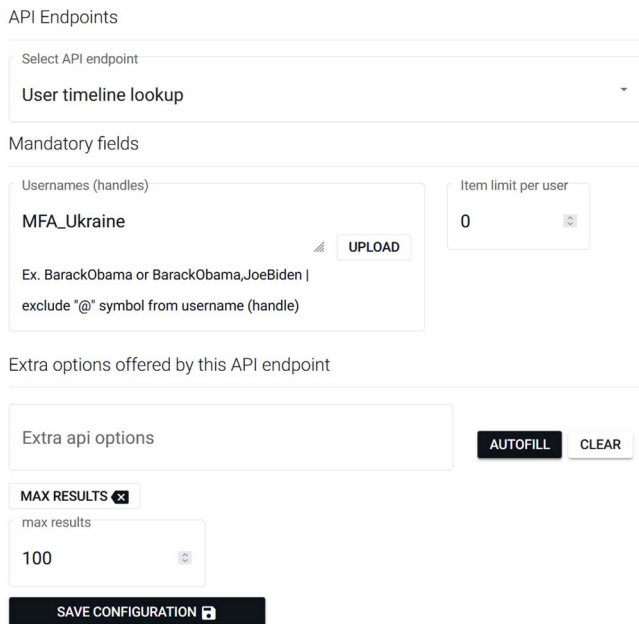 API Endpoints
Select API endpoint
User timeline lookup
Mandatory fields
Usernames (handles)
MFA_Ukraine
UPLOAD
Ex. BarackObama or BarackObama,JoeBiden |
exclude "@" symbol from username (handle)
Item limit per user
0
Extra options offered by this API endpoint
Extra api options
AUTOFILL
CLEAR
MAX RESULTS
max results
100
SAVE CONFIGURATION